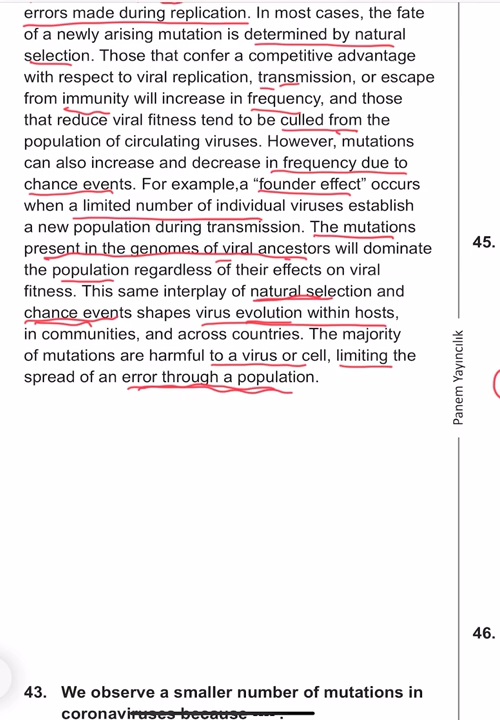 errors made during replication. In most cases, the fate
of a newly arising mutation is determined by natural
selection. Those that confer a competitive advantage
with respect to viral replication, transmission, or escape
from immunity will increase in frequency, and those
that reduce viral fitness tend to be culled from the
population of circulating viruses. However, mutations
can also increase and decrease in frequency due to
chance events. For example,a “founder effect” occurs
when a limited number of individual viruses establish
a new population during transmission. The mutations
present in the genomes of viral ancestors will dominate
the population regardless of their effects on viral
fitness. This same interplay of natural selection and
chance events shapes virus evolution within hosts,
in communities, and across countries. The majority
of mutations are harmful to a virus or cell, limiting the
spread of an error through a population.
43. We observe a smaller number of mutations in
coronaviruses because ---- .
Panem Yayıncılık
45.
46.